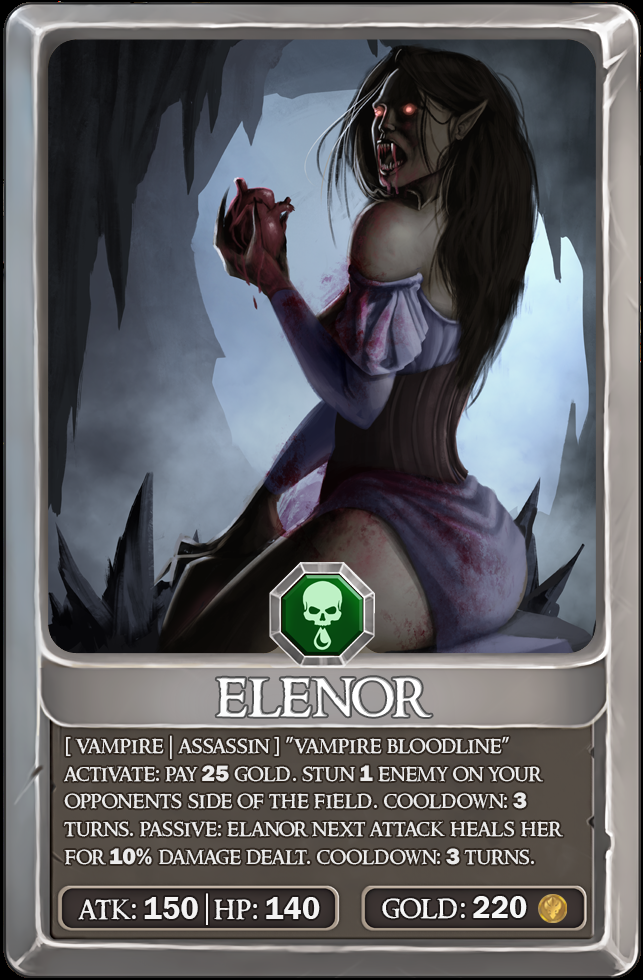 ELENOR
[ VAMPIRE | ASSASSIN ] "VAMPIRE BLOODLINE"
ACTIVATE: PAY 25 GOLD. STUN 1 ENEMY ON YOUR
OPPONENTS SIDE OF THE FIELD. COOLDOWN: 3
TURNS. PASSIVE: ELANOR NEXT ATTACK HEALS HER
FOR 10% DAMAGE DEALT. COOLDOWN: 3 TURNS.
ATK: 150 | HP: 140 GOLD: 220